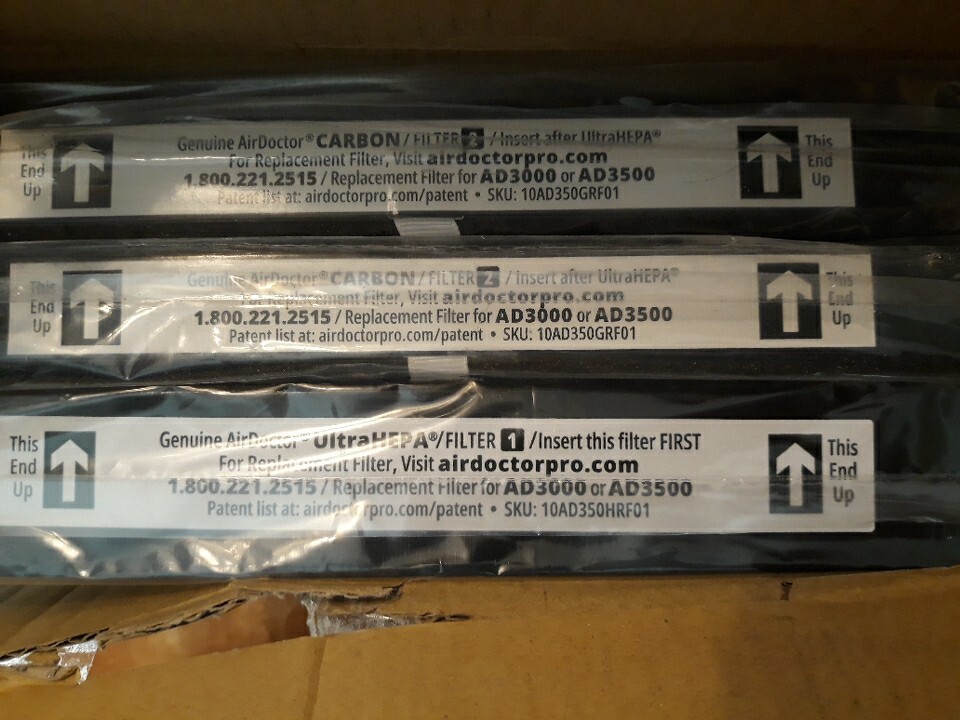 This End Up
Genuine AirDoctor® CARBON / FILTER 2 / Insert after UltraHEPA®
For Replacement Filter, Visit airdoctorpro.com
1.800.221.2515 / Replacement Filter for AD3000 or AD3500
Patent list at: airdoctorpro.com/patent • SKU: 10AD350GRF01
This End Up
This End Up
Genuine AirDoctor® CARBON / FILTER 2 / Insert after UltraHEPA®
For Replacement Filter, Visit airdoctorpro.com
1.800.221.2515 / Replacement Filter for AD3000 or AD3500
Patent list at: airdoctorpro.com/patent • SKU: 10AD350GRF01
This End Up
This End Up
Genuine AirDoctor® UltraHEPA®/FILTER 1 /Insert this filter FIRST
For Replacement Filter, Visit airdoctorpro.com
1.800.221.2515 / Replacement Filter for AD3000 or AD3500
Patent list at: airdoctorpro.com/patent • SKU: 10AD350HRF01
This End Up